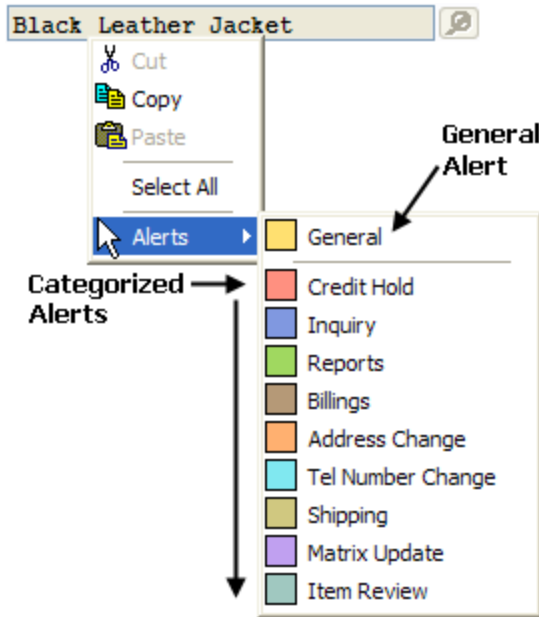 Black Leather Jacket
Cut
Copy
Paste
Select All
Alerts
General
Alert
General
Categorized
Alerts
Credit Hold
Inquiry
Reports
Billings
Address Change
Tel Number Change
Shipping
Matrix Update
Item Review